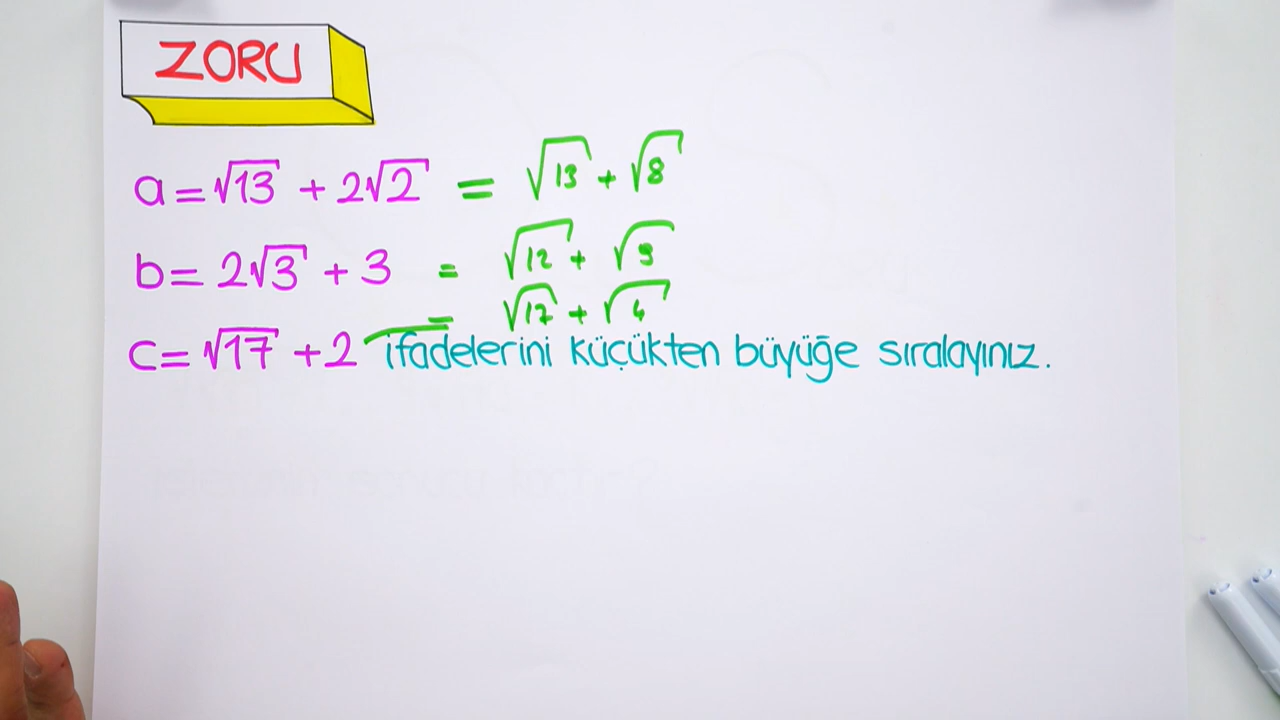 ZORU
a = √13 + 2√2 = √13 + √8
b = 2√3 + 3 = √12 + √9
= √17 + √4
c = √17 + 2 ifadelerini küçükten büyüğe sıralayınız.